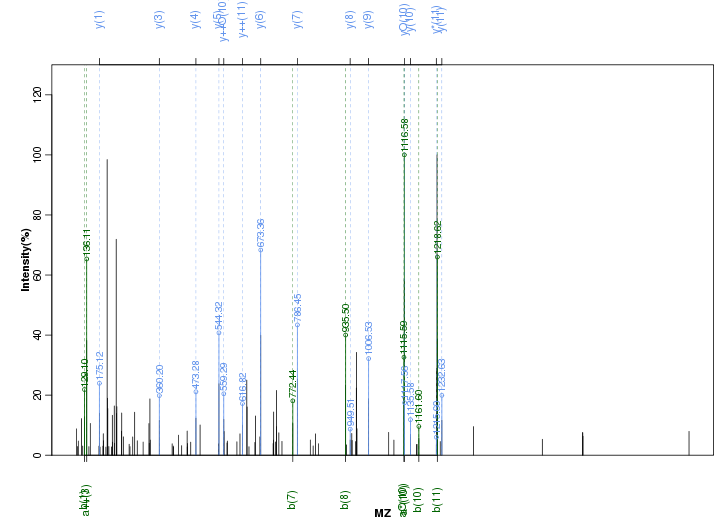 y(1)
y(3)
y(4)
y++(11)
y(6)
y(7)
y(8)
y(9)
Intensity(%)
0
20
40
60
80
100
120
129.10
136.11
175.12
360.20
473.28
544.32
559.29
616.82
673.36
772.44
786.45
935.50
949.51
1006.53
1116.58
1115.59
1135.58
1161.60
1218.62
1232.63
b(7)
b(8)
b(10)
b(11)
MZ